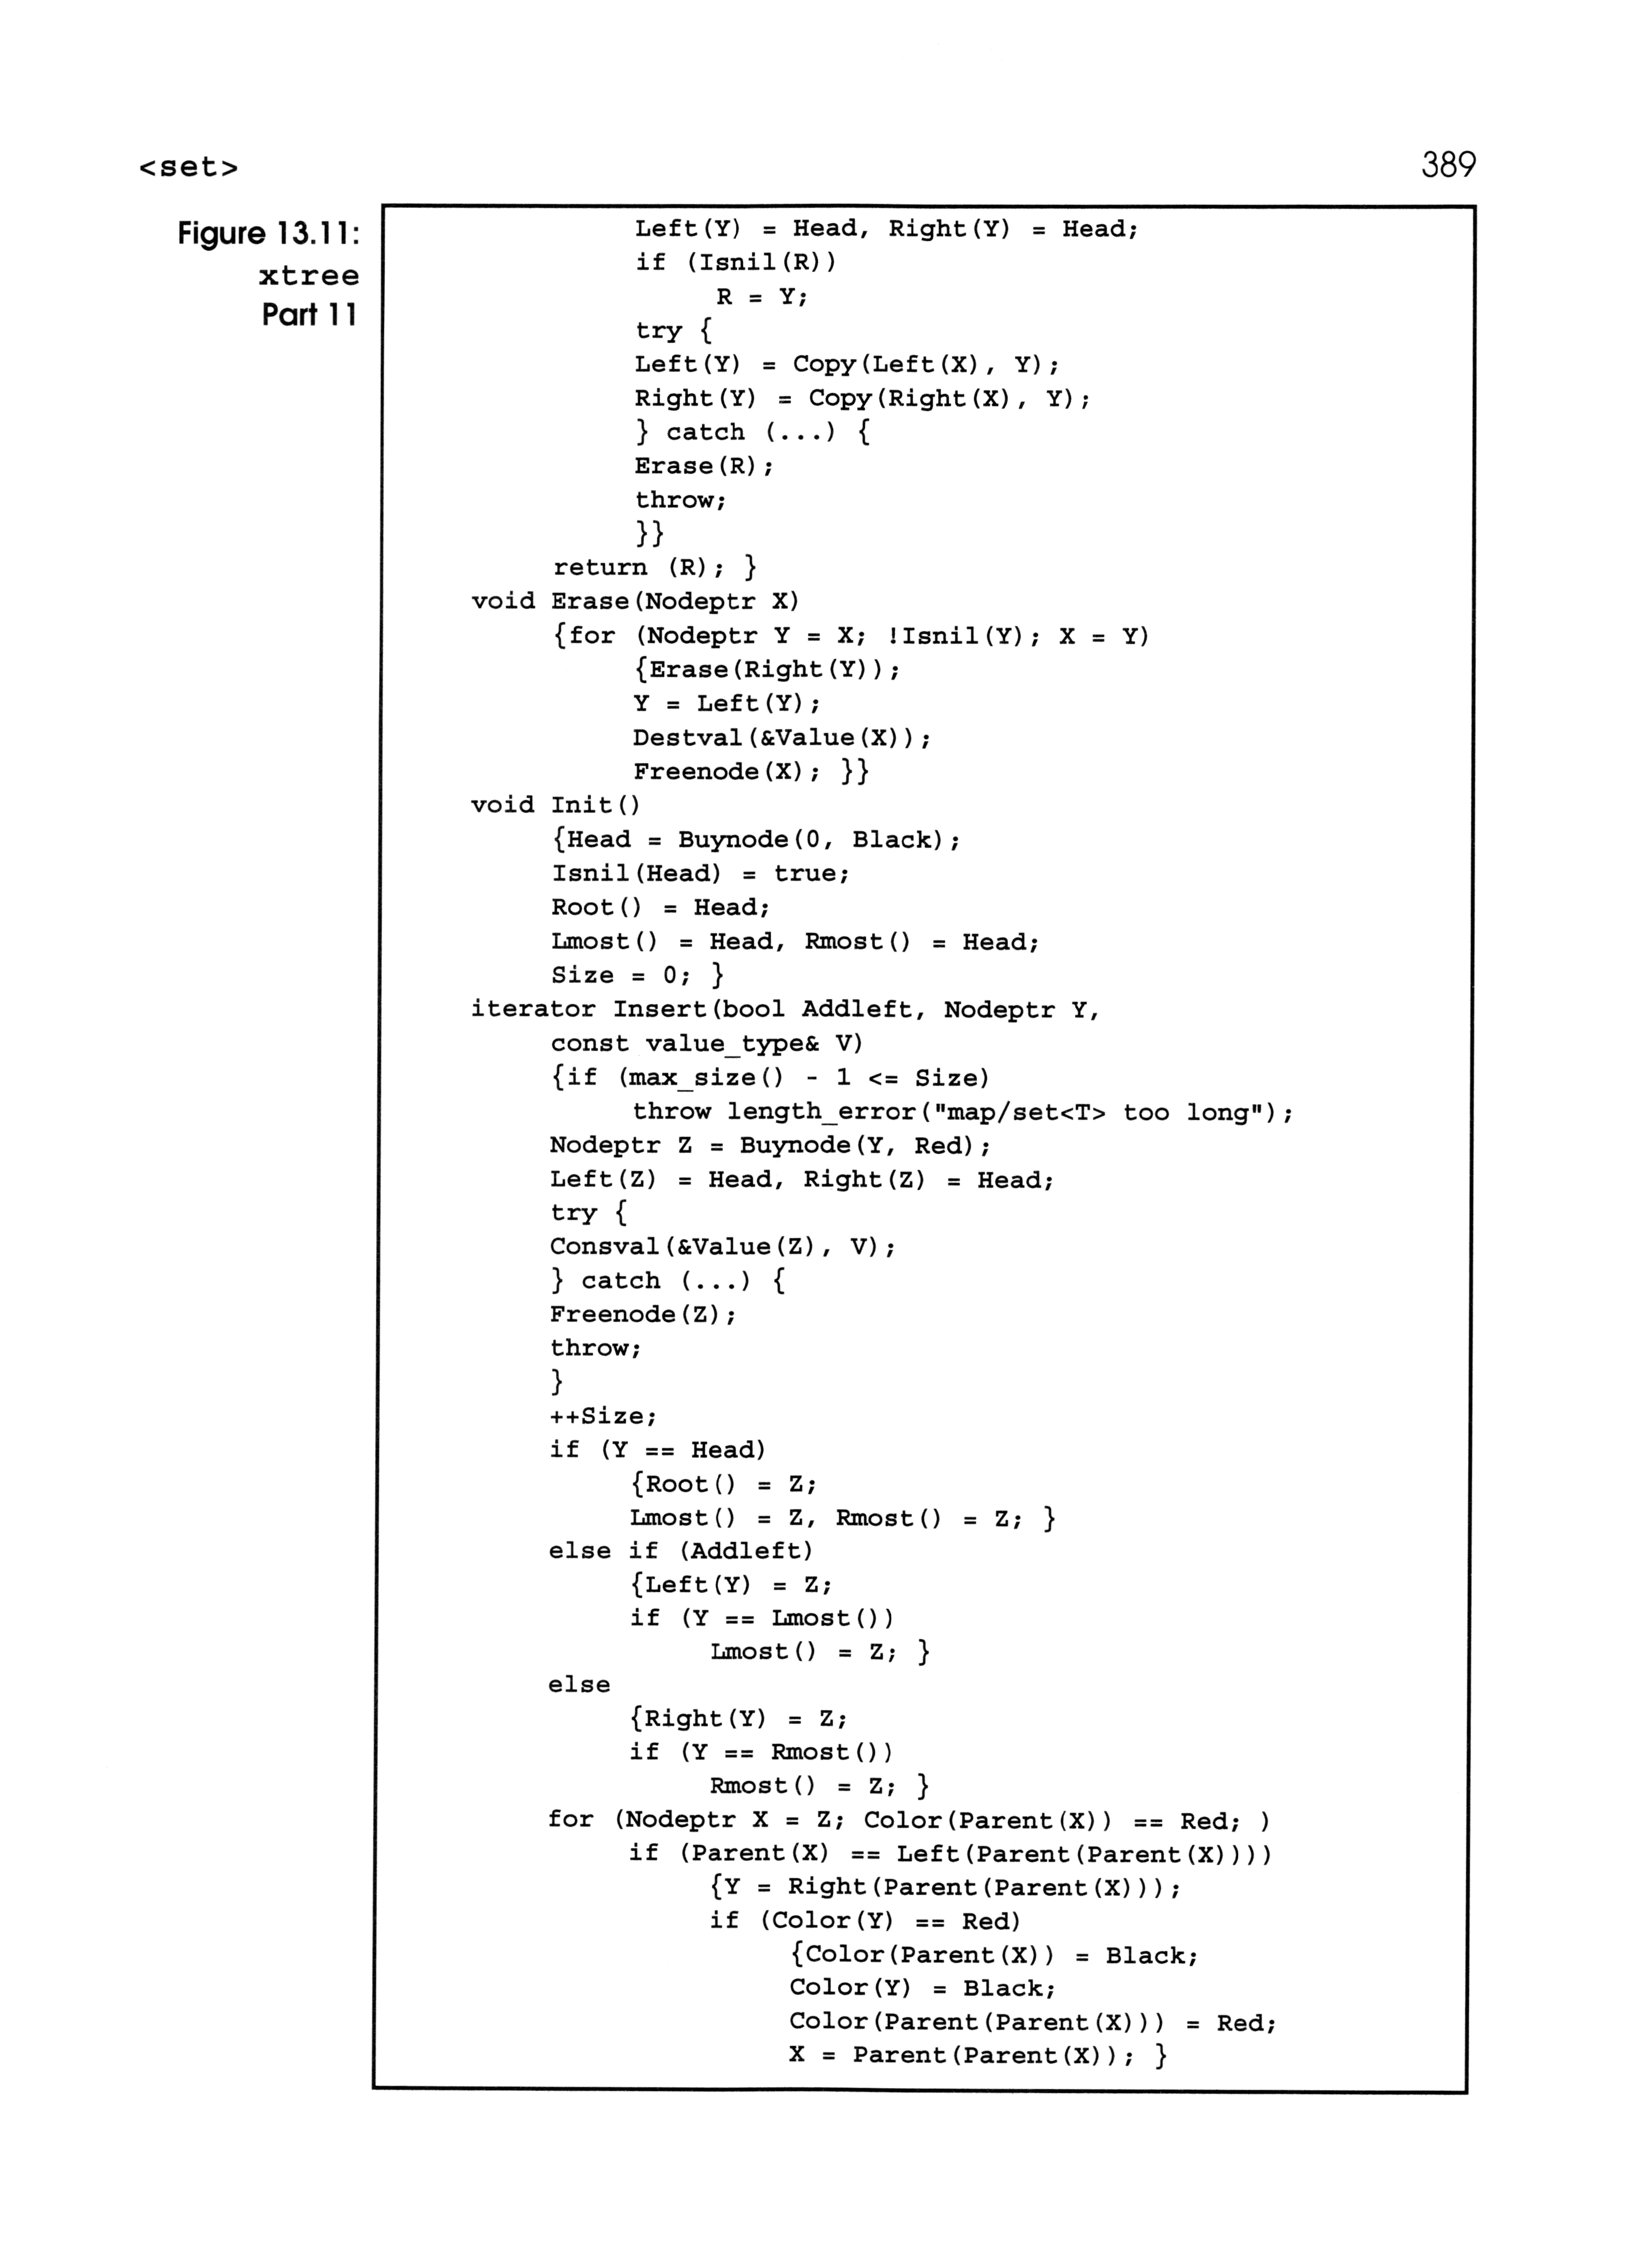 <set>
389
Figure 13.11:
xtree
Part 11
Left(Y) = Head, Right(Y) = Head;
if (Isnil(R))
R = Y;
try {
Left(Y) = Copy(Left(X), Y);
Right(Y) = Copy(Right(X), Y);
} catch (...) {
Erase(R);
throw;
}}
return (R); }
void Erase(Nodeptr X)
{for (Nodeptr Y = X; !Isnil(Y); X = Y)
{Erase(Right(Y));
Y = Left(Y);
Destval(&Value(X));
Freenode(X); }}
void Init()
{Head = Buynode(0, Black);
Isnil(Head) = true;
Root() = Head;
Lmost() = Head, Rmost() = Head;
Size = 0; }
iterator Insert(bool Addleft, Nodeptr Y,
const value_type& V)
{if (max_size() - 1 <= Size)
throw length_error("map/set<T> too long");
Nodeptr Z = Buynode(Y, Red);
Left(Z) = Head, Right(Z) = Head;
try {
Consval(&Value(Z), V);
} catch (...) {
Freenode(Z);
throw;
}
++Size;
if (Y == Head)
{Root() = Z;
Lmost() = Z, Rmost() = Z; }
else if (Addleft)
{Left(Y) = Z;
if (Y == Lmost())
Lmost() = Z; }
else
{Right(Y) = Z;
if (Y == Rmost())
Rmost() = Z; }
for (Nodeptr X = Z; Color(Parent(X)) == Red; )
if (Parent(X) == Left(Parent(Parent(X))))
{Y = Right(Parent(Parent(X)));
if (Color(Y) == Red)
{Color(Parent(X)) = Black;
Color(Y) = Black;
Color(Parent(Parent(X))) = Red;
X = Parent(Parent(X)); }